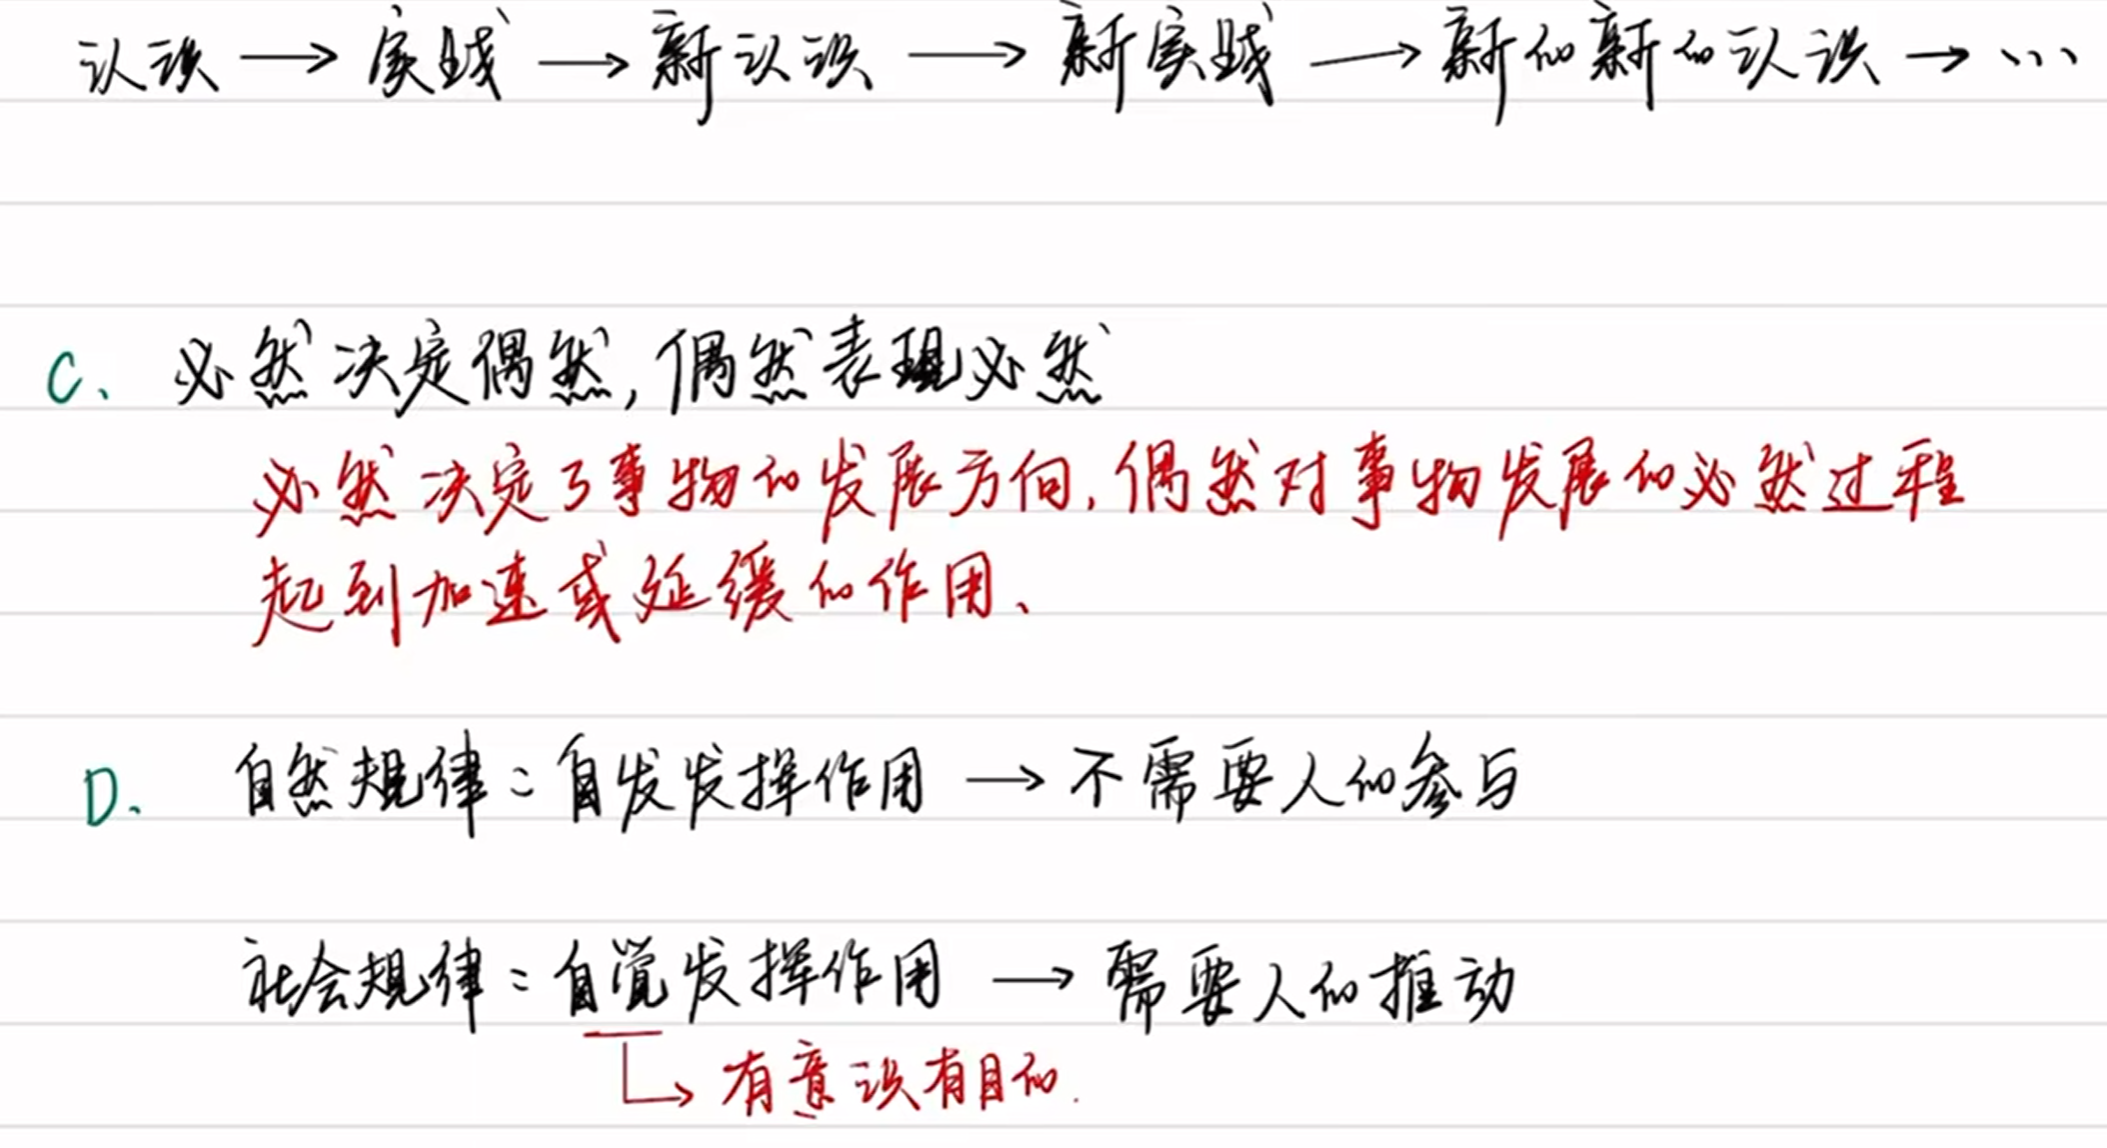 认识 → 实践 → 新认识 → 新实践 → 新的新的认识 → ...
C、必然决定偶然,偶然表现必然
必然决定了事物的发展方向,偶然对事物发展的必然过程
起到加速或延缓的作用、
D. 自然规律:自发发挥作用 → 不需要人的参与
社会规律:自觉发挥作用 → 需要人的推动
↳ 有意识有目的.